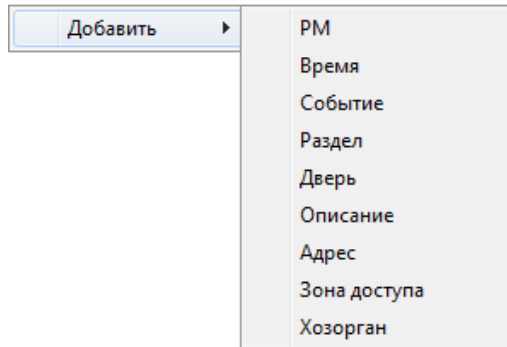 Добавить
РМ
Время
Событие
Раздел
Дверь
Описание
Адрес
Зона доступа
Хозорган